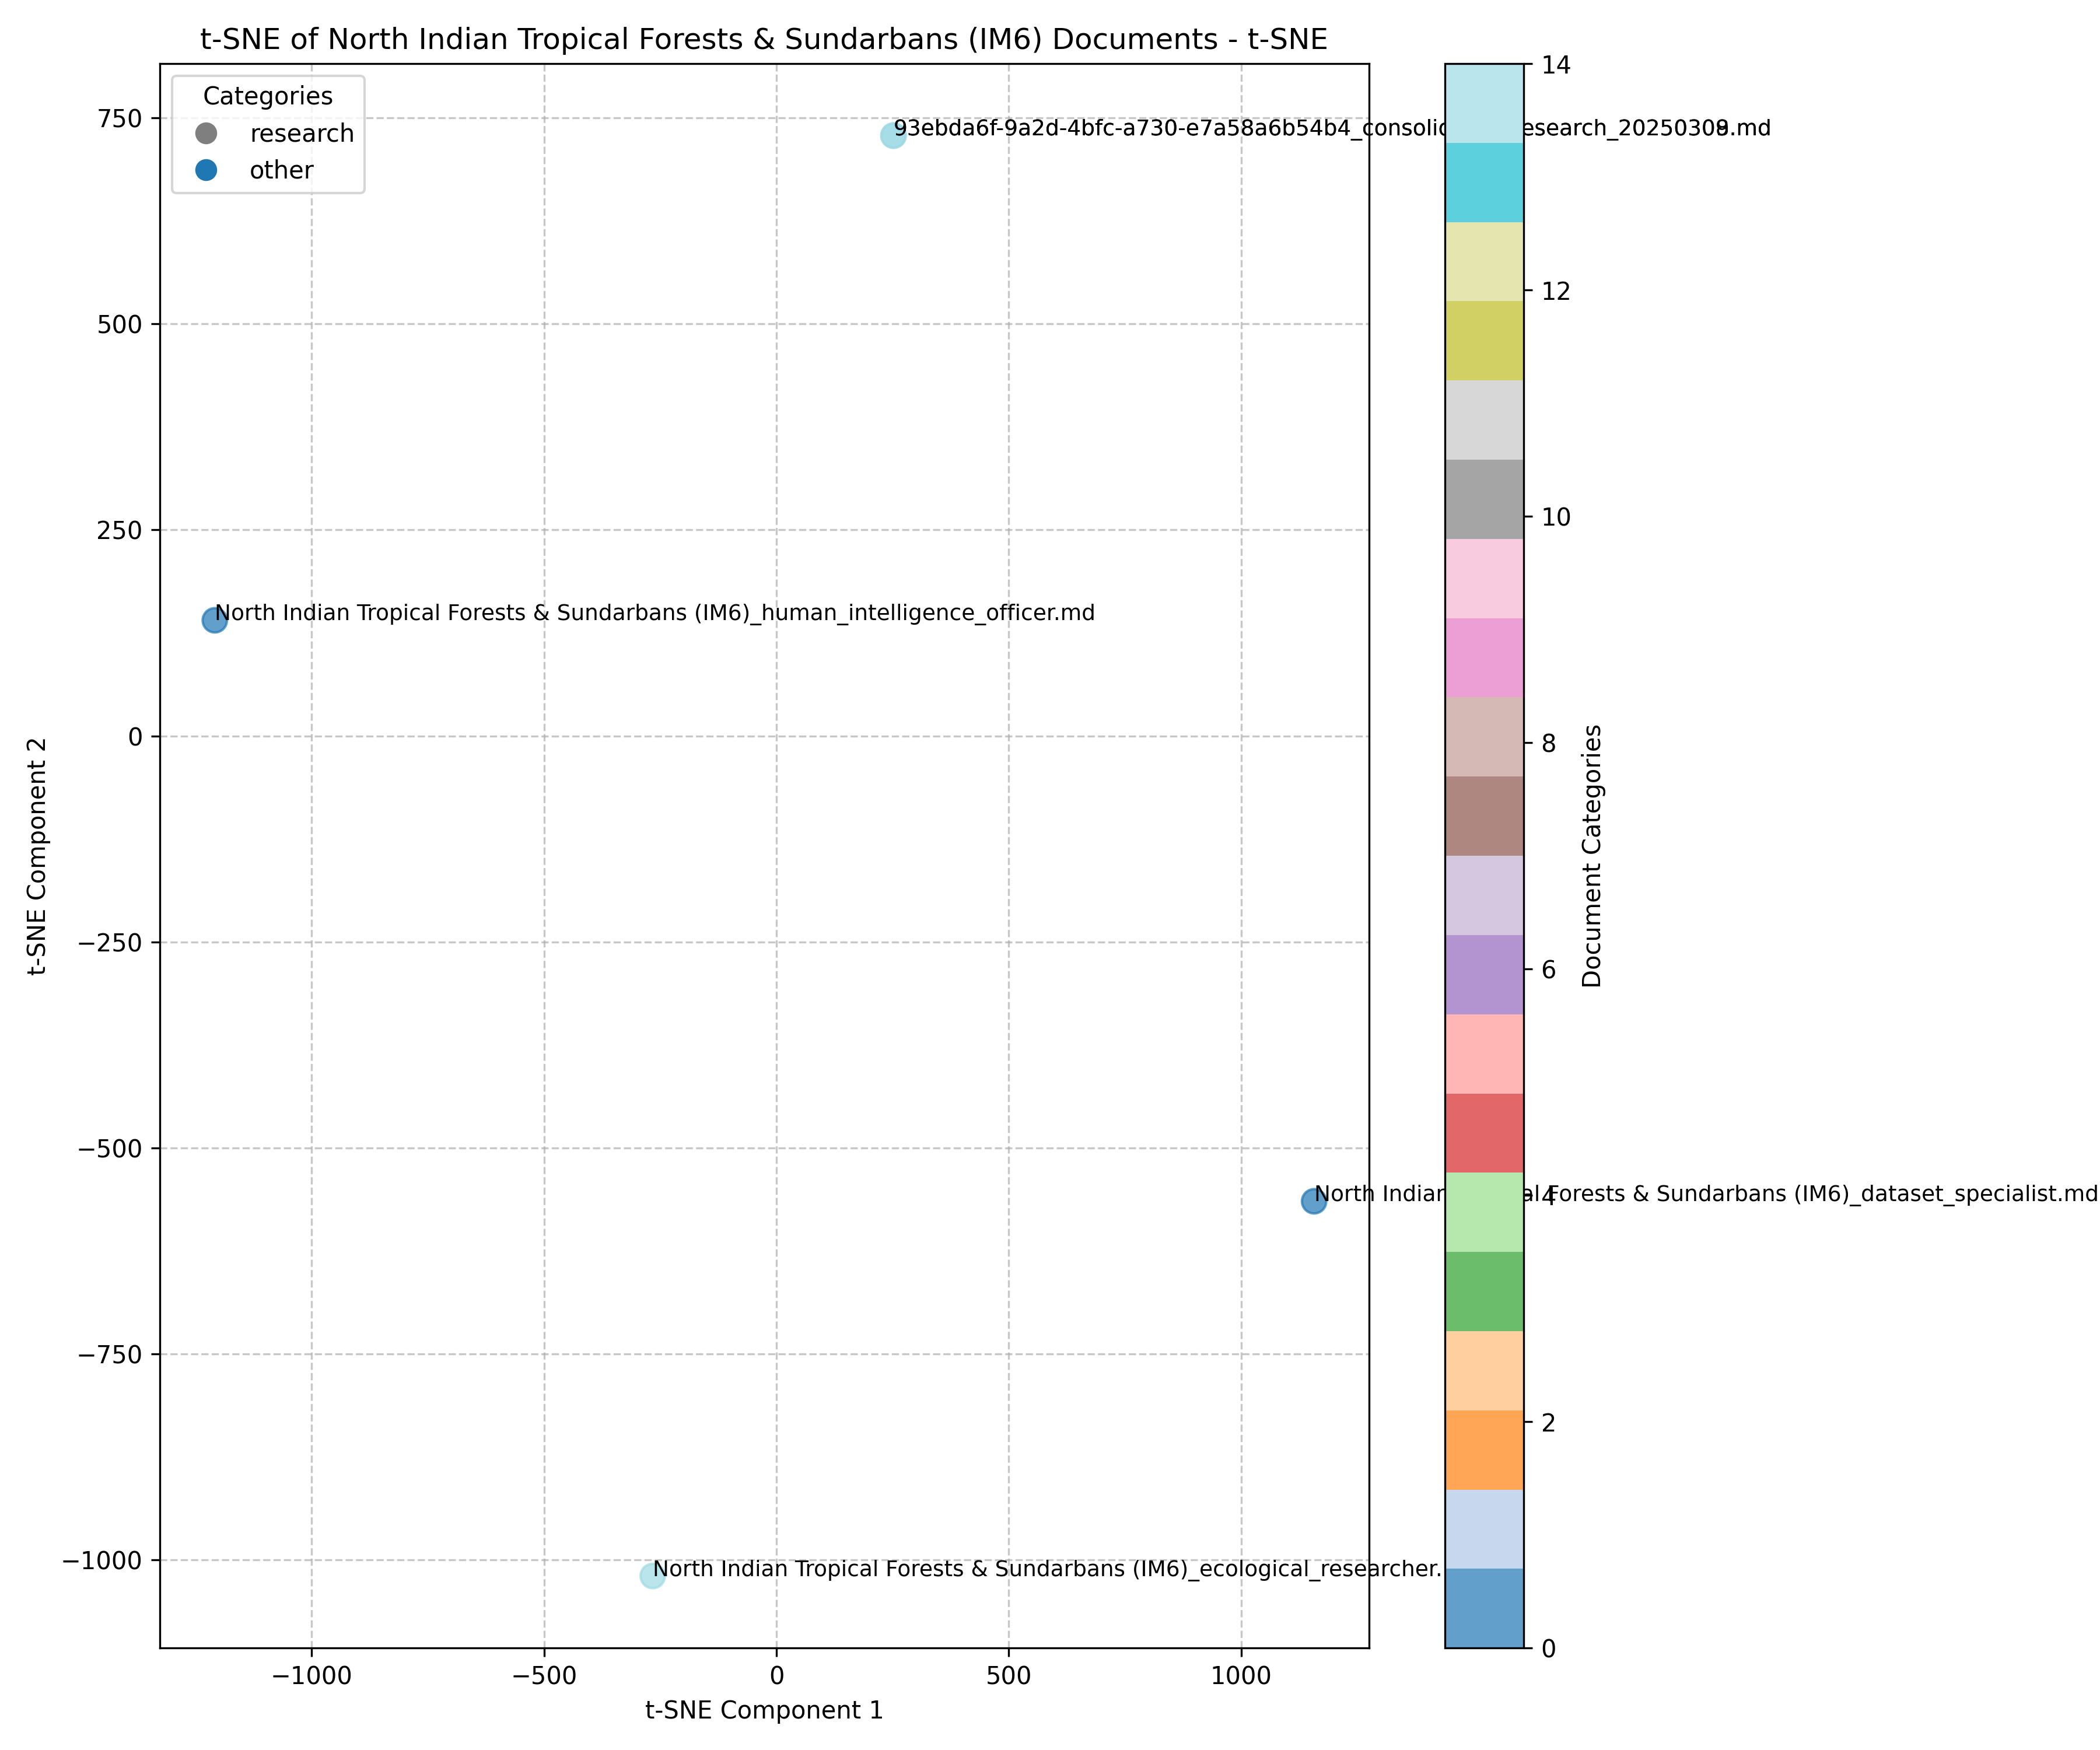 t-SNE of North Indian Tropical Forests & Sundarbans (IM6) Documents - t-SNE
Categories
research
other
750
500
250
0
−250
−500
−750
−1000
t-SNE Component 2
93ebda6f-9a2d-4bfc-a730-e7a58a6b54b4_consolid esearch_2025030 .md
North Indian Tropical Forests & Sundarbans (IM6)_human_intelligence_officer.md
North Indian al Forests & Sundarbans (IM6)_dataset_specialist.md
North Indian Tropical Forests & Sundarbans (IM6)_ecological_researcher.
−1000
−500
0
500
1000
t-SNE Component 1
14
12
10
8
6
4
2
0
Document Categories